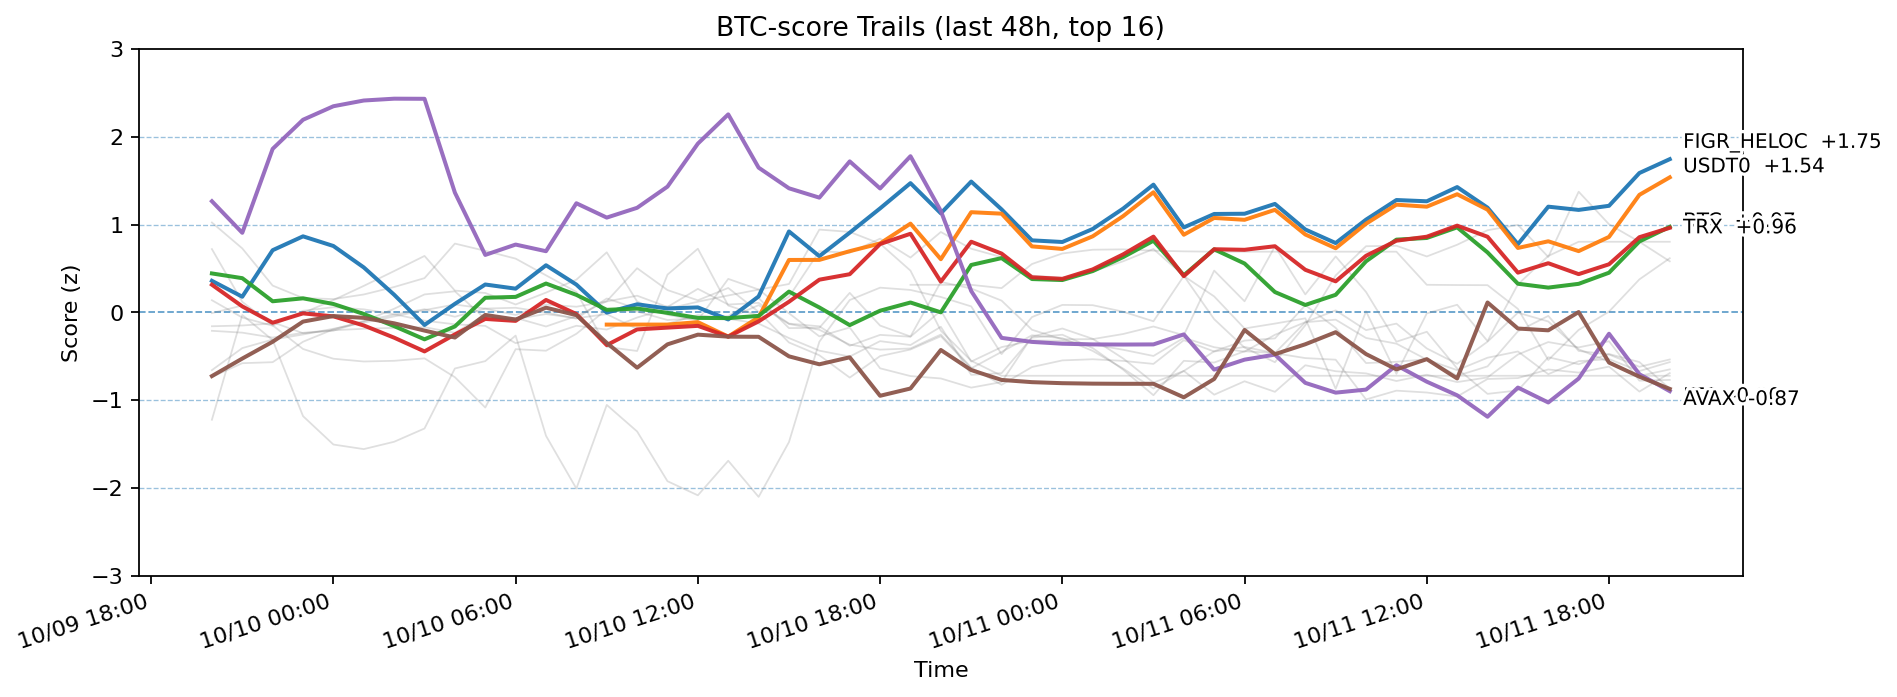 BTC-score Trails (last 48h, top 16)
Score (z)
3
2
1
0
−1
−2
−3
FIGR_HELOC +1.75
USDT0 +1.54
TRX +0.96
AVAX -0.87
10/09 18:00
10/10 00:00
10/10 06:00
10/10 12:00
10/10 18:00
10/11 00:00
10/11 06:00
10/11 12:00
10/11 18:00
Time